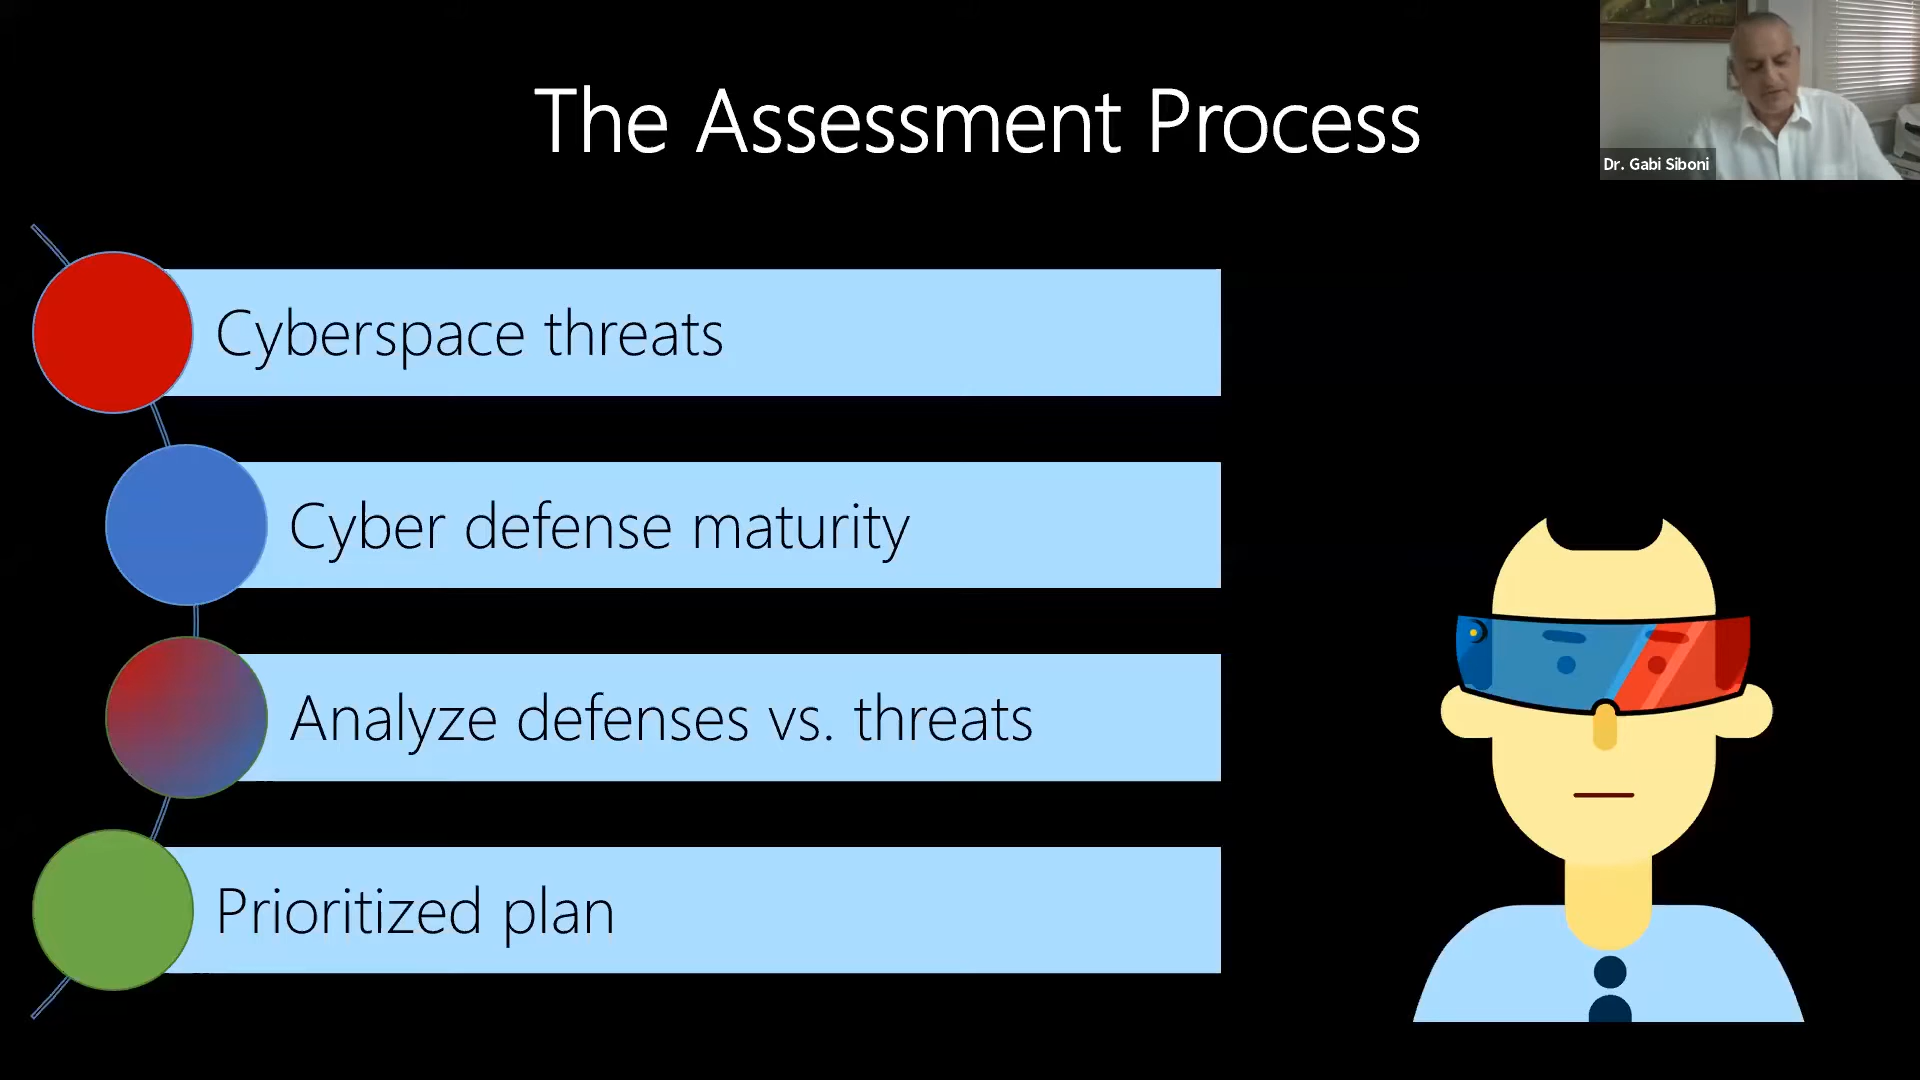 The Assessment Process
Dr. Gabi Siboni
Cyberspace threats
Cyber defense maturity
Analyze defenses vs. threats
Prioritized plan